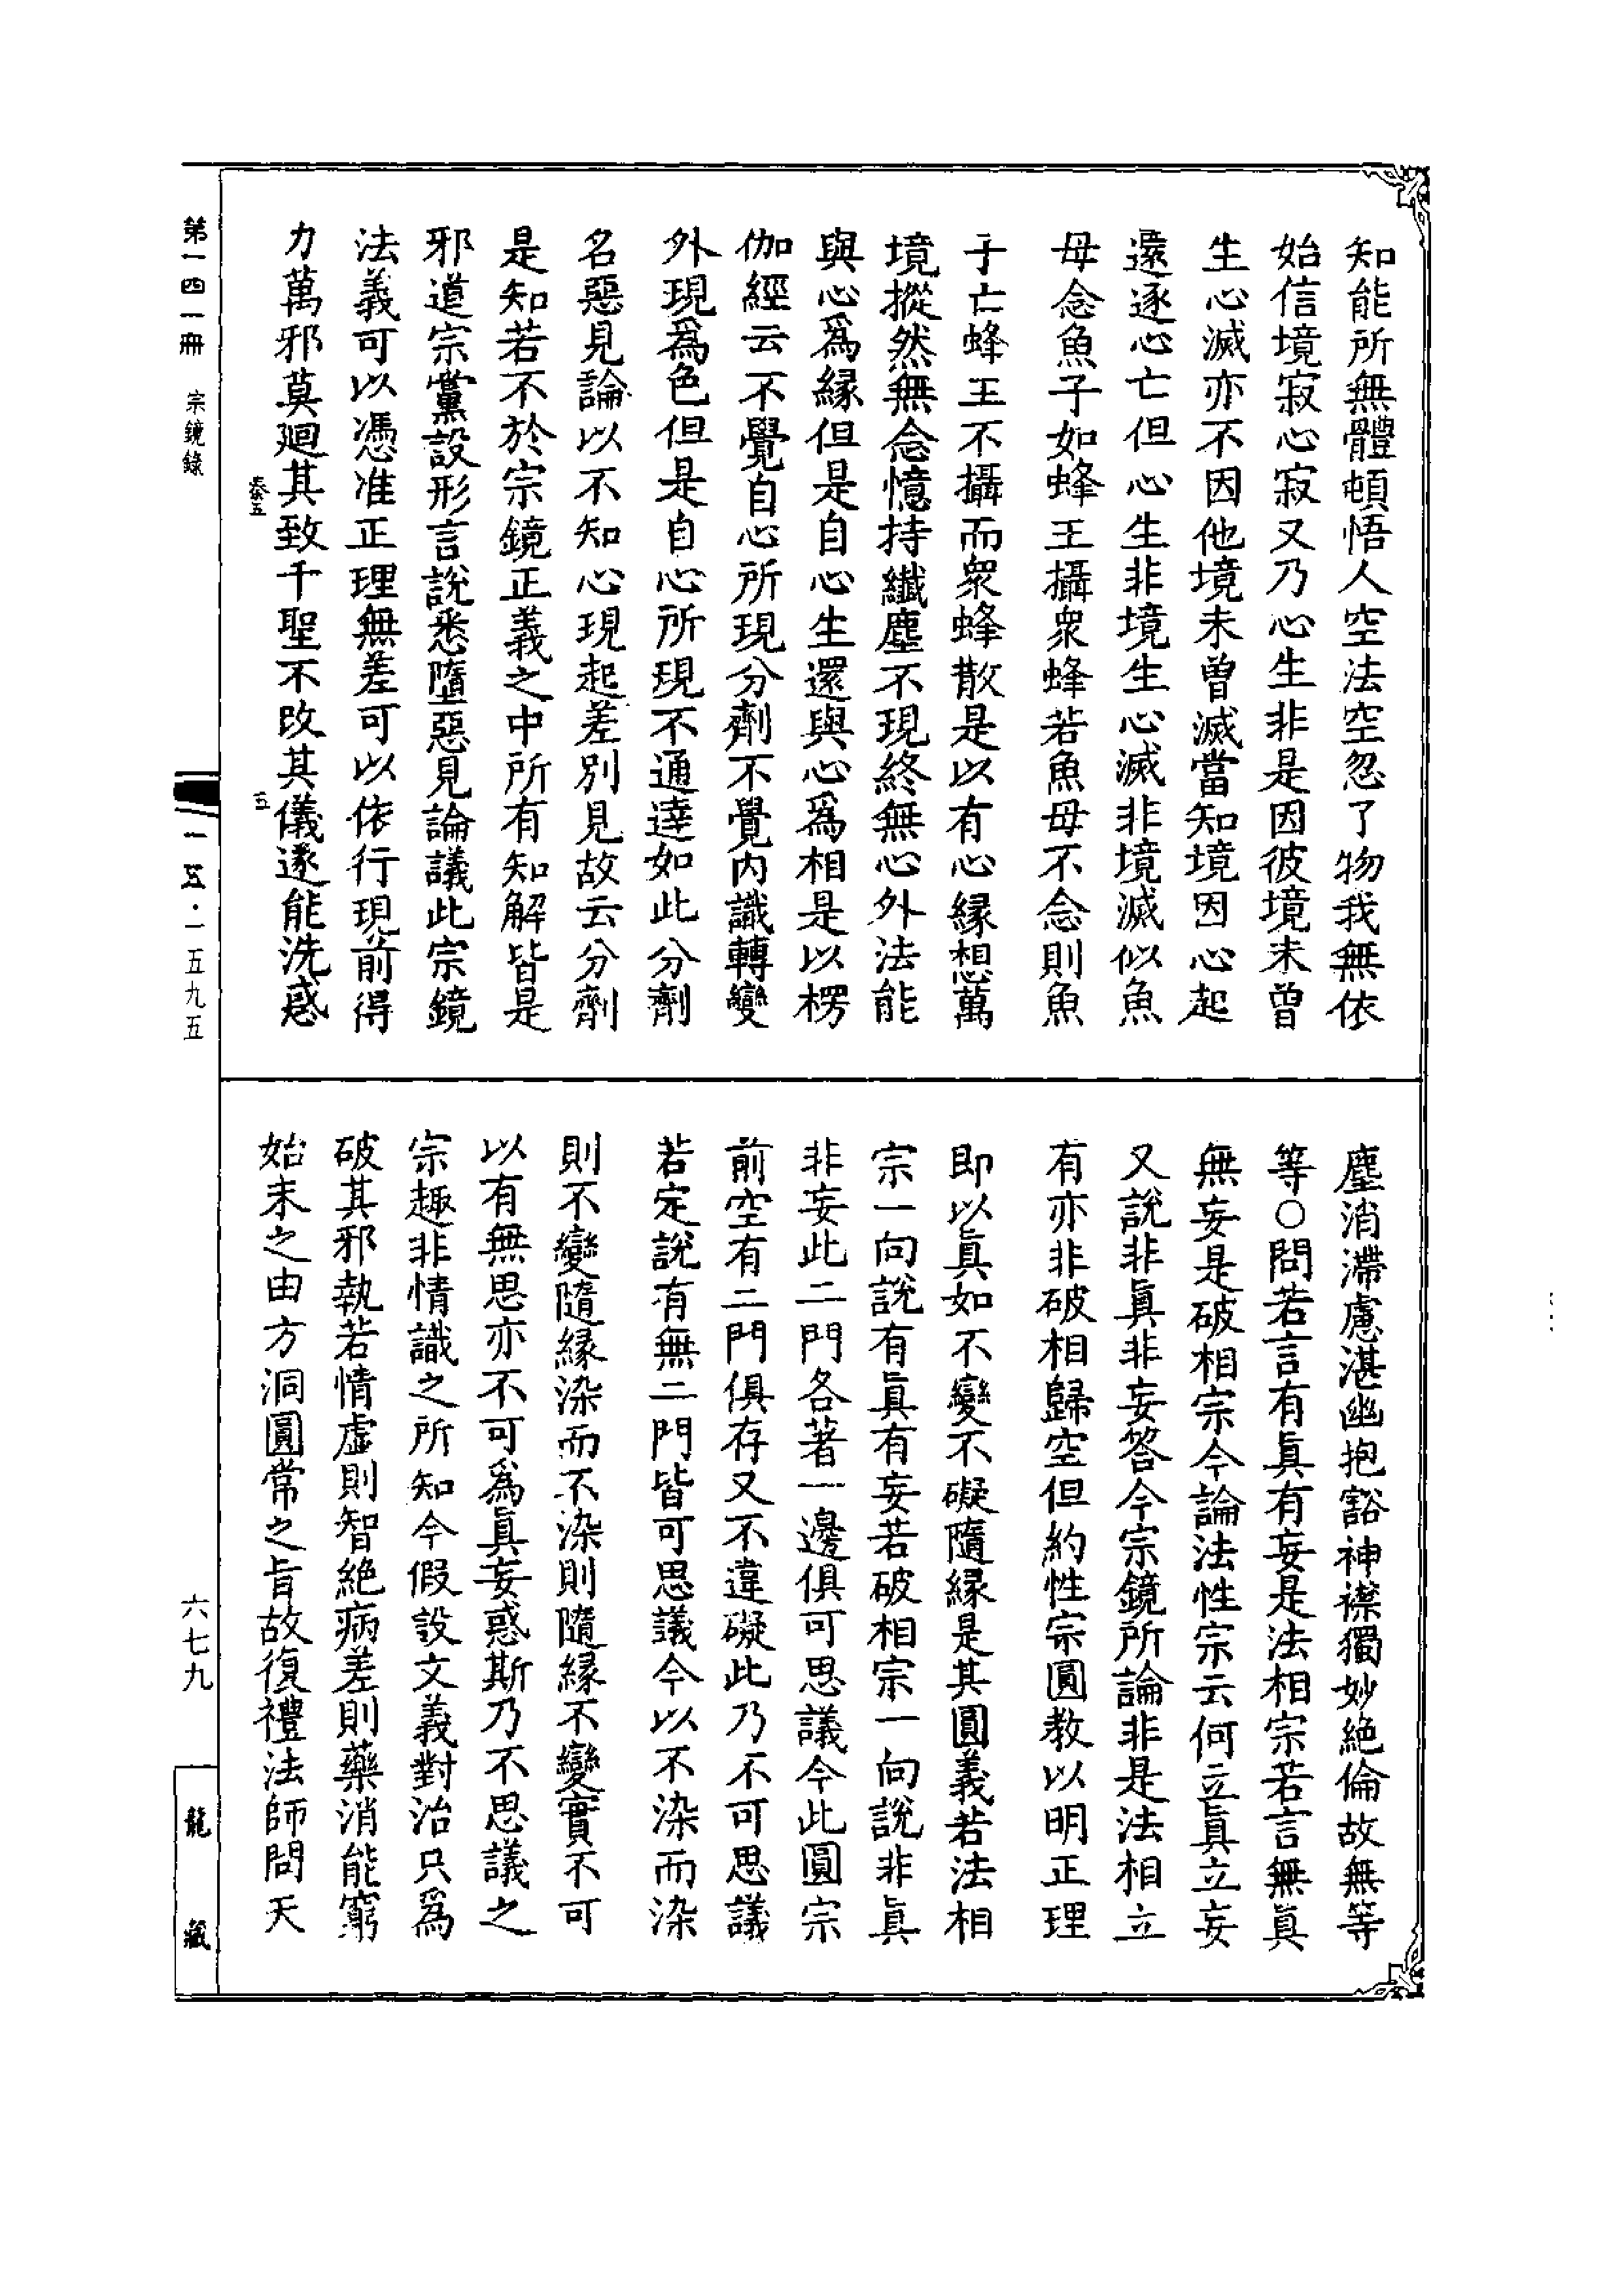 知能所無體頓悟人空法空忽了物我無依
始信境寂心寂又乃心生非是因彼境未曾
生心滅亦不因他境未曾滅當知境因心起
還逐心亡但心生非境生心滅非境滅似魚
母念魚子如蜂王攝衆蜂若魚母不念則魚
子亡蜂王不攝而衆蜂散是以有心緣想萬
境摐然無念憶持纖塵不現終無心外法能
與心爲緣但是自心生還與心爲相是以楞
伽經云不覺自心所現分劑不覺内識轉變
外現爲色但是自心所現不通達如此分劑
名惡見論以不知心現起差別見故云分劑
是知若不於宗鏡正義之中所有知解皆是
邪道宗黨設形言說悉墮惡見論議此宗鏡
法義可以憑准正理無差可以依行現前得
力萬邪莫迴其致千聖不改其儀遂能洗惑
塵消滯慮湛幽抱豁神襟獨妙絶倫故無等
等○問若言有眞有妄是法相宗若言無眞
無妄是破相宗今論法性宗云何立眞立妄
又說非眞非妄答今宗鏡所論非是法相立
有亦非破相歸空但約性宗圓教以明正理
即以眞如不變不礙隨緣是其圓義若法相
宗一向說有眞有妄若破相宗一向說非眞
非妄此二門各著一邊俱可思議今此圓宗
前空有二門俱存又不違礙此乃不可思議
若定說有無二門皆可思議今以不染而染
則不變隨緣染而不染則隨緣不變實不可
以有無思亦不可爲眞妄惑斯乃不思議之
宗趣非情識之所知今假設文義對治只爲
破其邪執若情虛則智絶病差則藥消能窮
始末之由方洞圓常之旨故復禮法師問天
秦五
五
第一四一冊 宗鏡錄
一五·一五九五
六七九
龍藏